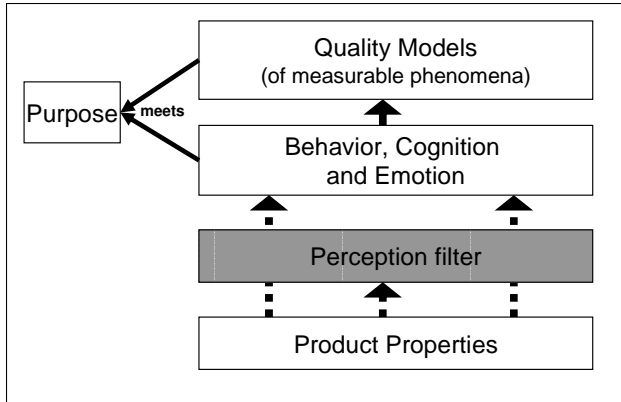 Quality Models
(of measurable phenomena)
Purpose
meets
Behavior, Cognition
and Emotion
Perception filter
Product Properties